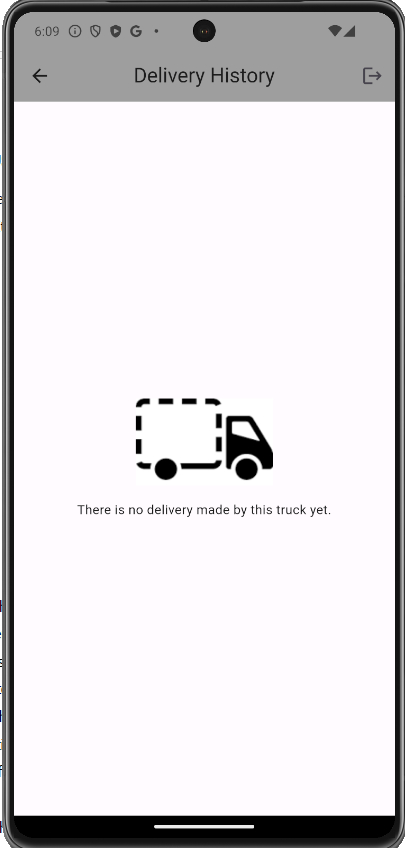 6:09
Delivery History
There is no delivery made by this truck yet.